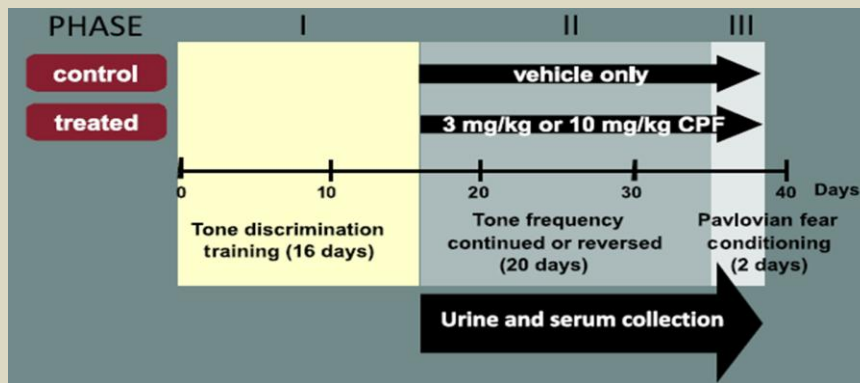 PHASE I II III
control vehicle only
treated 3 mg/kg or 10 mg/kg CPF
0 10 20 30 40 Days
Tone discrimination
training (16 days)
Tone frequency
continued or reversed
(20 days)
Pavlovian fear
conditioning
(2 days)
Urine and serum collection